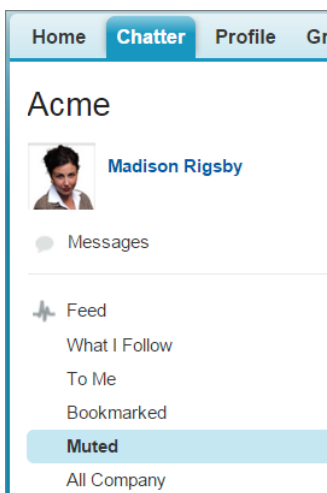 Home Chatter Profile Gr
Acme
Madison Rigsby
Messages
Feed
What I Follow
To Me
Bookmarked
Muted
All Company